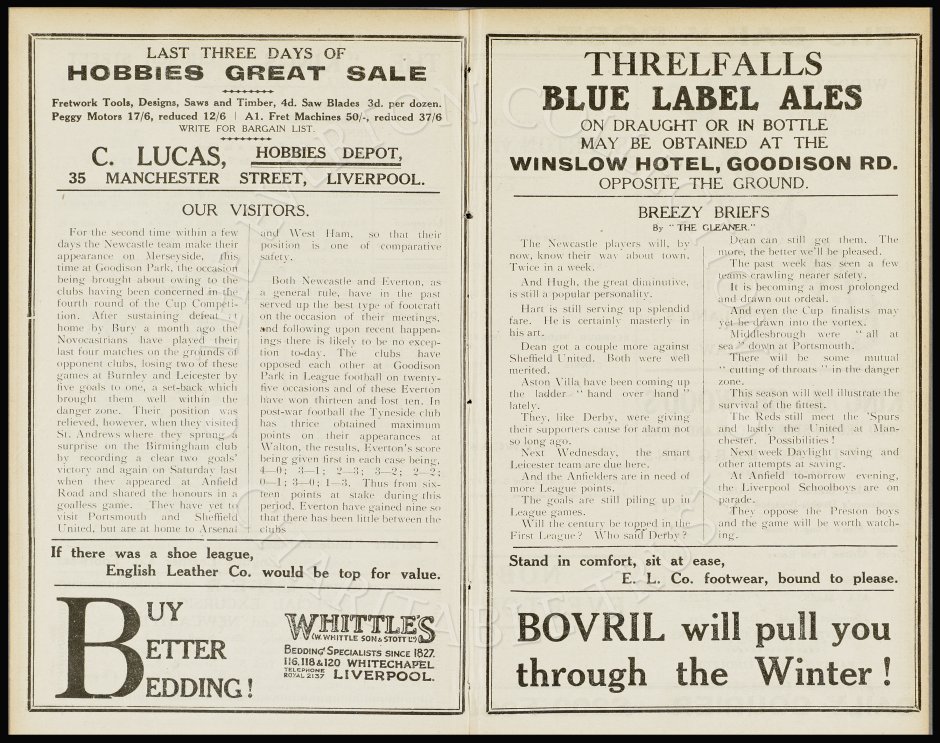 LAST THREE DAYS OF
HOBBIES GREAT SALE
Fretwork Tools, Designs, Saws and Timber, 4d. Saw Blades 3d. per dozen.
Peggy Motors 17/6, reduced 12/6 | A1. Fret Machines 50/-, reduced 37/6
WRITE FOR BARGAIN LIST.
C. LUCAS, HOBBIES DEPOT,
35 MANCHESTER STREET, LIVERPOOL.
OUR VISITORS.
For the second time within a few
days the Newcastle team make their
appearance on Merseyside, this
time at Goodison Park, the occasion
being brought about owing to the
clubs having been concerned in the
fourth round of the Cup Competi-
tion. After sustaining defeat at
home by Bury a month ago the
Novocastrians have played their
last four matches on the grounds of
opponent clubs, losing two of these
games at Burnley and Leicester by
five goals to one, a set-back which
brought them well within the
danger zone. Their position was
relieved, however, when they visited
St. Andrews where they sprung a
surprise on the Birmingham club
by recording a clear two goals'
victory and again on Saturday last
when they appeared at Anfield
Road and shared the honours in a
goalless game. They have yet to
visit Portsmouth and Sheffield
United, but are at home to Arsenal
and West Ham, so that their
position is one of comparative
safety.
Both Newcastle and Everton, as
a general rule, have in the past
served up the best type of footcraft
on the occasion of their meetings,
and following upon recent happen-
ings there is likely to be no excep-
tion to-day. The clubs have
opposed each other at Goodison
Park in League football on twenty-
five occasions and of these Everton
have won thirteen and lost ten. In
post-war football the Tyneside club
has thrice obtained maximum
points on their appearances at
Walton, the results, Everton's score
being given first in each case being,
4—0; 3—1; 2—3; 3—2; 2—2;
0—1; 3—0; 1—3. Thus from six-
teen points at stake during this
period, Everton have gained nine so
that there has been little between the
clubs
If there was a shoe league,
English Leather Co. would be top for value.
BUY
BETTER
BEDDING!
WHITTLE'S
(W. WHITTLE SON & STOTT LTD)
BEDDING SPECIALISTS SINCE 1827.
116, 118 & 120 WHITECHAPEL
TELEPHONE ROYAL 2137 LIVERPOOL.
THRELFALLS
BLUE LABEL ALES
ON DRAUGHT OR IN BOTTLE
MAY BE OBTAINED AT THE
WINSLOW HOTEL, GOODISON RD.
OPPOSITE THE GROUND.
BREEZY BRIEFS
By "THE GLEANER."
The Newcastle players will, by
now, know their way about town.
Twice in a week.
And Hugh, the great diminutive,
is still a popular personality.
Hart is still serving up splendid
fare. He is certainly masterly in
his art.
Dean got a couple more against
Sheffield United. Both were well
merited.
Aston Villa have been coming up
the ladder "hand over hand"
lately.
They, like Derby, were giving
their supporters cause for alarm not
so long ago.
Next Wednesday, the smart
Leicester team are due here.
And the Anfielders are in need of
more League points.
The goals are still piling up in
League games.
Will the century be topped in the
First League? Who said Derby?
Dean can still get them. The
more, the better we'll be pleased.
The past week has seen a few
teams crawling nearer safety.
It is becoming a most prolonged
and drawn out ordeal.
And even the Cup finalists may
yet be drawn into the vortex.
Middlesbrough were "all at
sea" down at Portsmouth.
There will be some mutual
"cutting of throats" in the danger
zone.
This season will well illustrate the
survival of the fittest.
The Reds still meet the 'Spurs
and lastly the United at Man-
chester. Possibilities!
Next week Daylight saving and
other attempts at saving.
At Anfield to-morrow evening,
the Liverpool Schoolboys are on
parade.
They oppose the Preston boys
and the game will be worth watch-
ing.
Stand in comfort, sit at ease,
E. L. Co. footwear, bound to please.
BOVRIL will pull you
through the Winter!